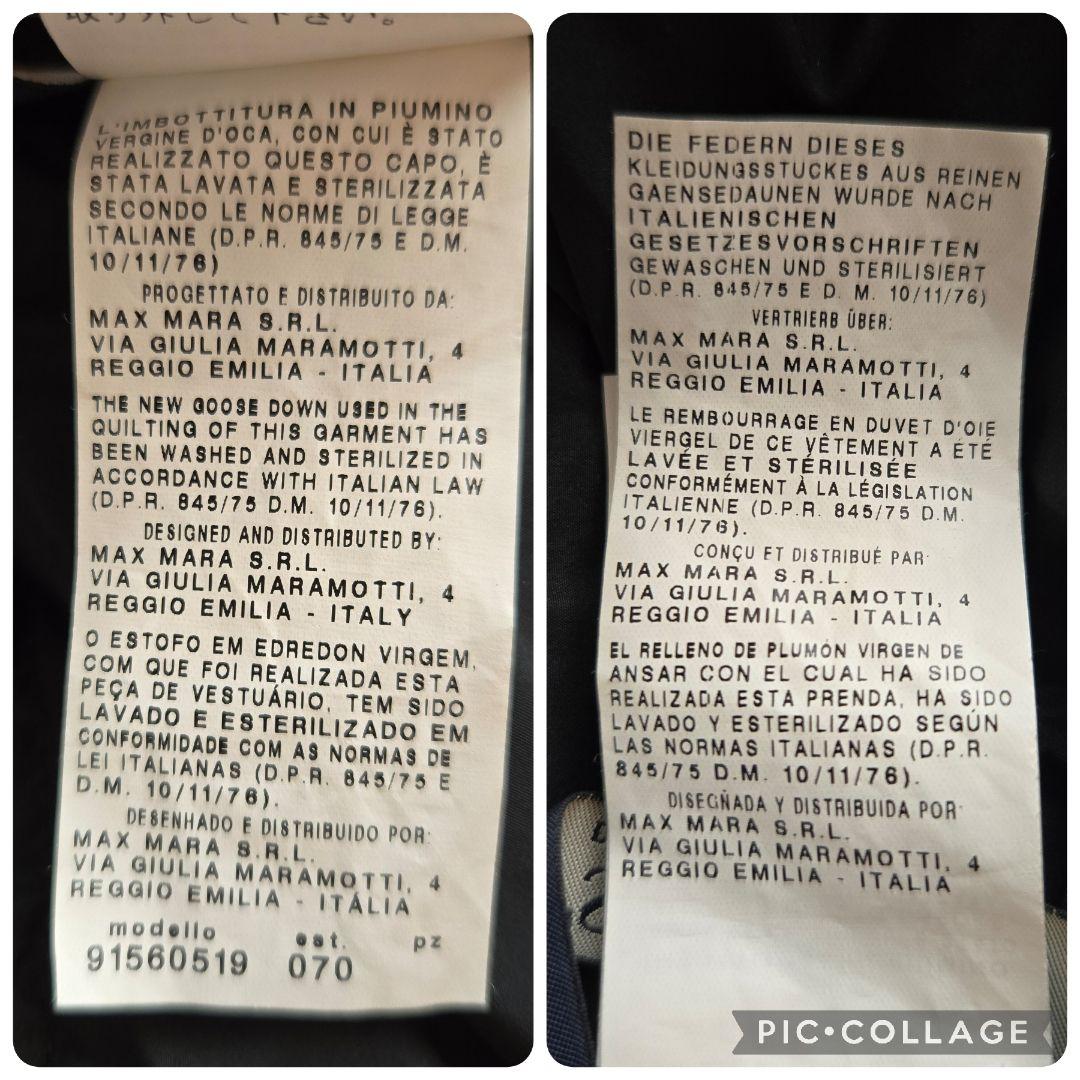 取り外して下さい。
L'IMBOTTITURA IN PIUMINO
VERGINE D'OCA, CON CUI È STATO
REALIZZATO QUESTO CAPO, È
STATA LAVATA E STERILIZZATA
SECONDO LE NORME DI LEGGE
ITALIANE (D.P.R. 845/75 E D.M.
10/11/76)
PROGETTATO E DISTRIBUITO DA:
MAX MARA S.R.L.
VIA GIULIA MARAMOTTI, 4
REGGIO EMILIA - ITALIA
THE NEW GOOSE DOWN USED IN THE
QUILTING OF THIS GARMENT HAS
BEEN WASHED AND STERILIZED IN
ACCORDANCE WITH ITALIAN LAW
(D.P.R. 845/75 D.M. 10/11/76).
DESIGNED AND DISTRIBUTED BY:
MAX MARA S.R.L.
VIA GIULIA MARAMOTTI, 4
REGGIO EMILIA - ITALY
O ESTOFO EM EDREDON VIRGEM,
COM QUE FOI REALIZADA ESTA
PEÇA DE VESTUÁRIO, TEM SIDO
LAVADO E ESTERILIZADO EM
CONFORMIDADE COM AS NORMAS DE
LEI ITALIANAS (D.P.R. 845/75 E
D.M. 10/11/76).
DESENHADO E DISTRIBUIDO POR:
MAX MARA S.R.L.
VIA GIULIA MARAMOTTI, 4
REGGIO EMILIA - ITÁLIA
modello est. pz
91560519 070
DIE FEDERN DIESES
KLEIDUNGSSTUCKES AUS REINEN
GAENSEDAUNEN WURDE NACH
ITALIENISCHEN
GESETZESVORSCHRIFTEN
GEWASCHEN UND STERILISIERT
(D.P.R. 845/75 E D. M. 10/11/76)
VERTRIERB ÜBER:
MAX MARA S.R.L.
VIA GIULIA MARAMOTTI, 4
REGGIO EMILIA - ITALIA
LE REMBOURRAGE EN DUVET D'OIE
VIERGEL DE CE VÊTEMENT A ÉTÉ
LAVÉE ET STÉRILISÉE
CONFORMÉMENT À LA LÉGISLATION
ITALIENNE (D.P.R. 845/75 D.M.
10/11/76).
CONÇU ET DISTRIBUÉ PAR:
MAX MARA S.R.L.
VIA GIULIA MARAMOTTI, 4
REGGIO EMILIA - ITALIA
EL RELLENO DE PLUMÓN VIRGEN DE
ANSAR CON EL CUAL HA SIDO
REALIZADA ESTA PRENDA, HA SIDO
LAVADO Y ESTERILIZADO SEGÚN
LAS NORMAS ITALIANAS (D.P.R.
845/75 D.M. 10/11/76).
DISEGÑADA Y DISTRIBUIDA POR:
MAX MARA S.R.L.
VIA GIULIA MARAMOTTI, 4
REGGIO EMILIA - ITALIA
PIC•COLLAGE